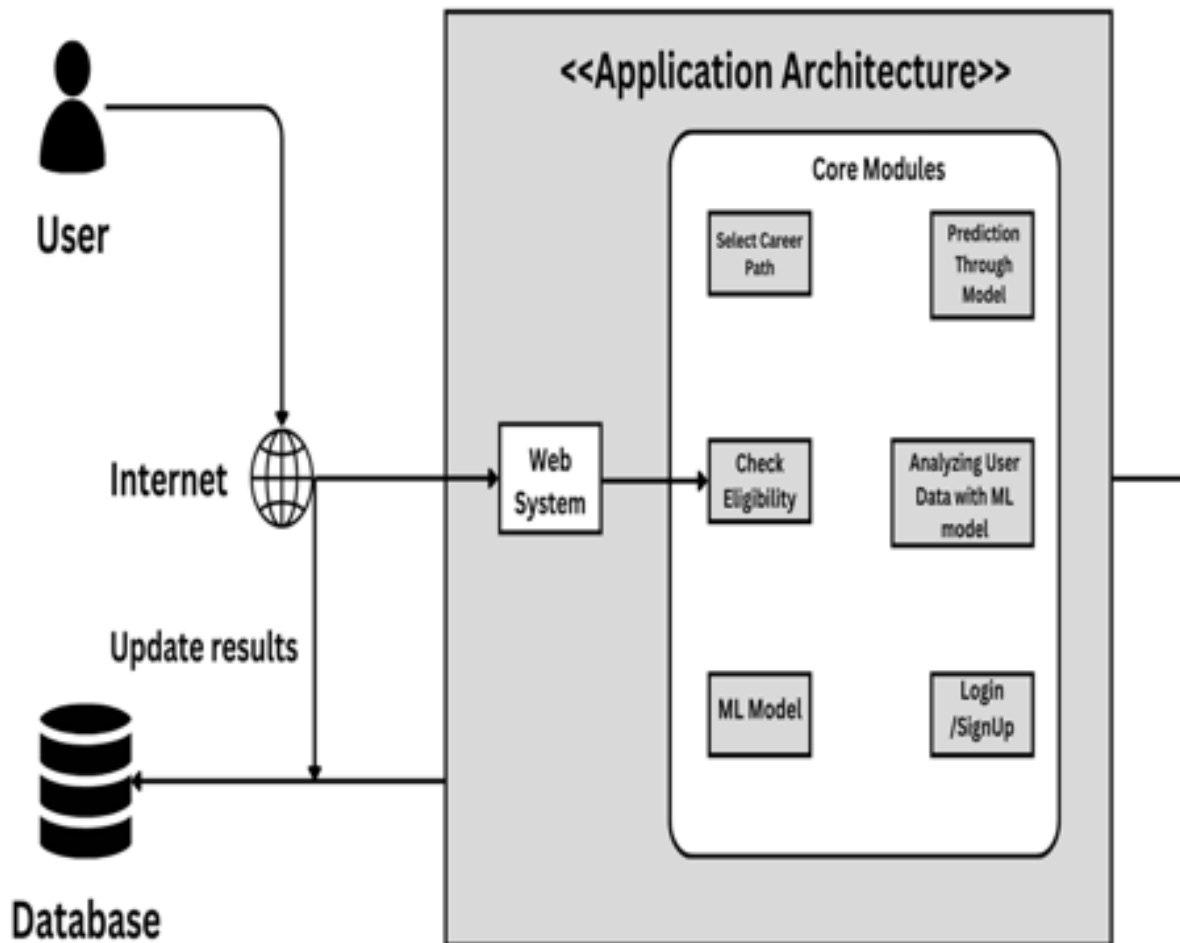 <<Application Architecture>>
Core Modules
User
Select Career
Path
Prediction
Through
Model
Internet
Web
System
Check
Eligibility
Analyzing User
Data with ML
model
Update results
ML Model
Login
/SignUp
Database